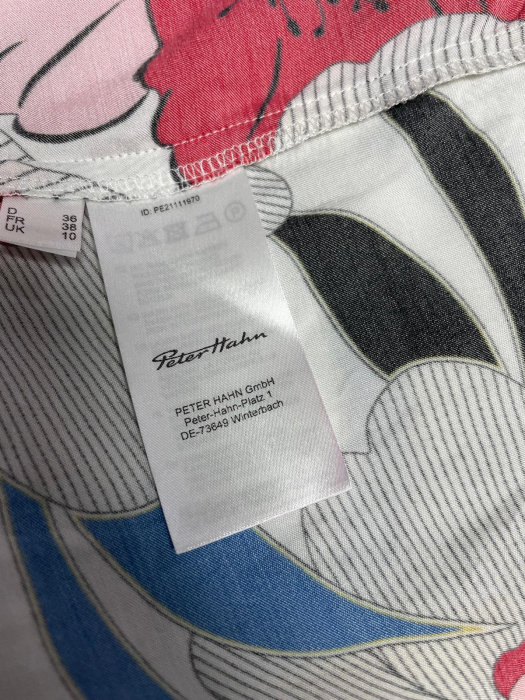 ID: PE21111970
D 36
FR 38
UK 10
Peter Hahn
PETER HAHN GmbH
Peter-Hahn-Platz 1
DE-73649 Winterbach